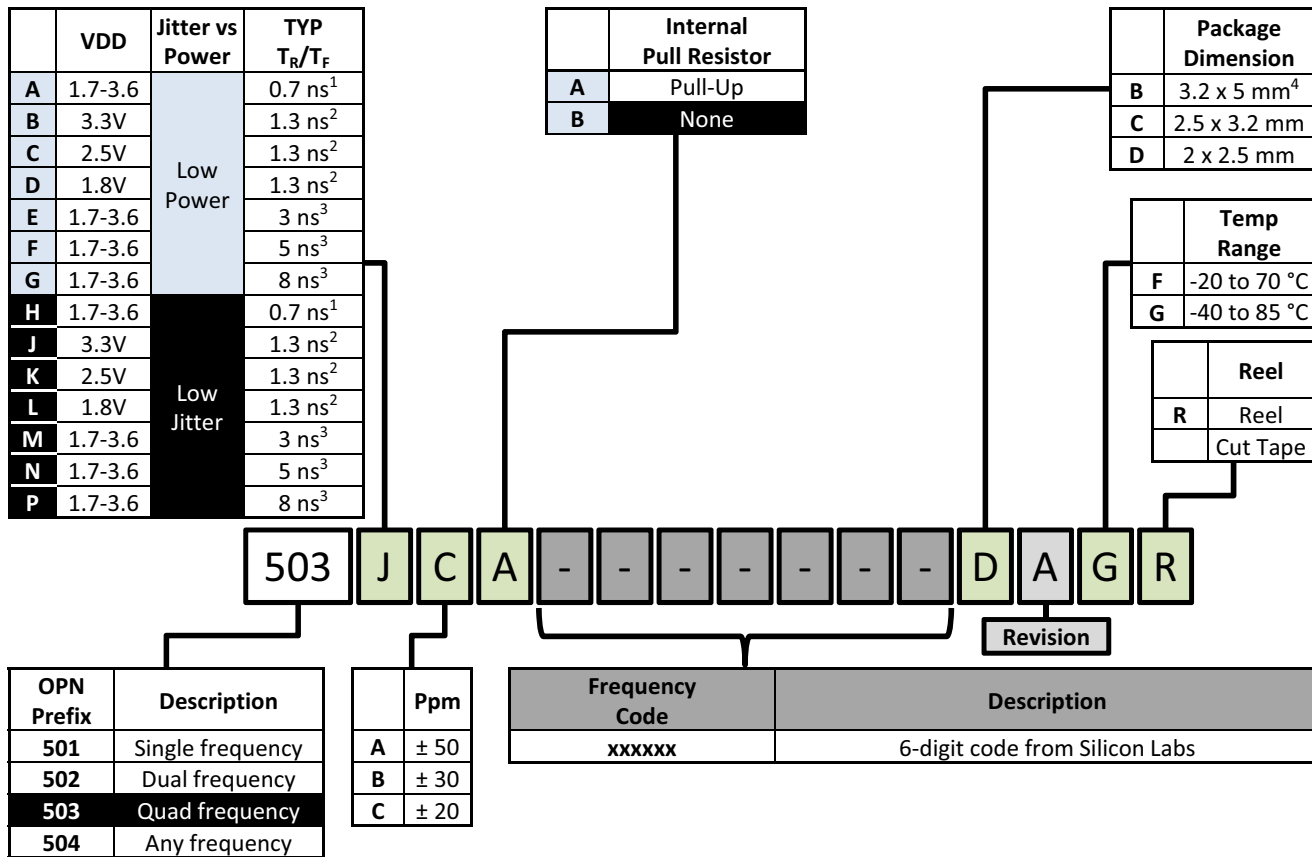 VDD Jitter vs Power TYP TR/TF
A 1.7-3.6 0.7 ns1
B 3.3V 1.3 ns2
C 2.5V 1.3 ns2
D 1.8V 1.3 ns2
E 1.7-3.6 3 ns3
F 1.7-3.6 5 ns3
G 1.7-3.6 8 ns3
Low
Power
H 1.7-3.6 0.7 ns1
J 3.3V 1.3 ns2
K 2.5V 1.3 ns2
L 1.8V 1.3 ns2
M 1.7-3.6 3 ns3
N 1.7-3.6 5 ns3
P 1.7-3.6 8 ns3
Low
Jitter
Internal
Pull Resistor
A Pull-Up
B None
Package
Dimension
B 3.2 x 5 mm4
C 2.5 x 3.2 mm
D 2 x 2.5 mm
Temp
Range
F -20 to 70 °C
G -40 to 85 °C
Reel
R Reel
Cut Tape
503 J C A - - - - - - - D A G R
Revision
OPN
Prefix
Description
501 Single frequency
502 Dual frequency
503 Quad frequency
504 Any frequency
Ppm
A ± 50
B ± 30
C ± 20
Frequency
Code
Description
xxxxxx 6-digit code from Silicon Labs